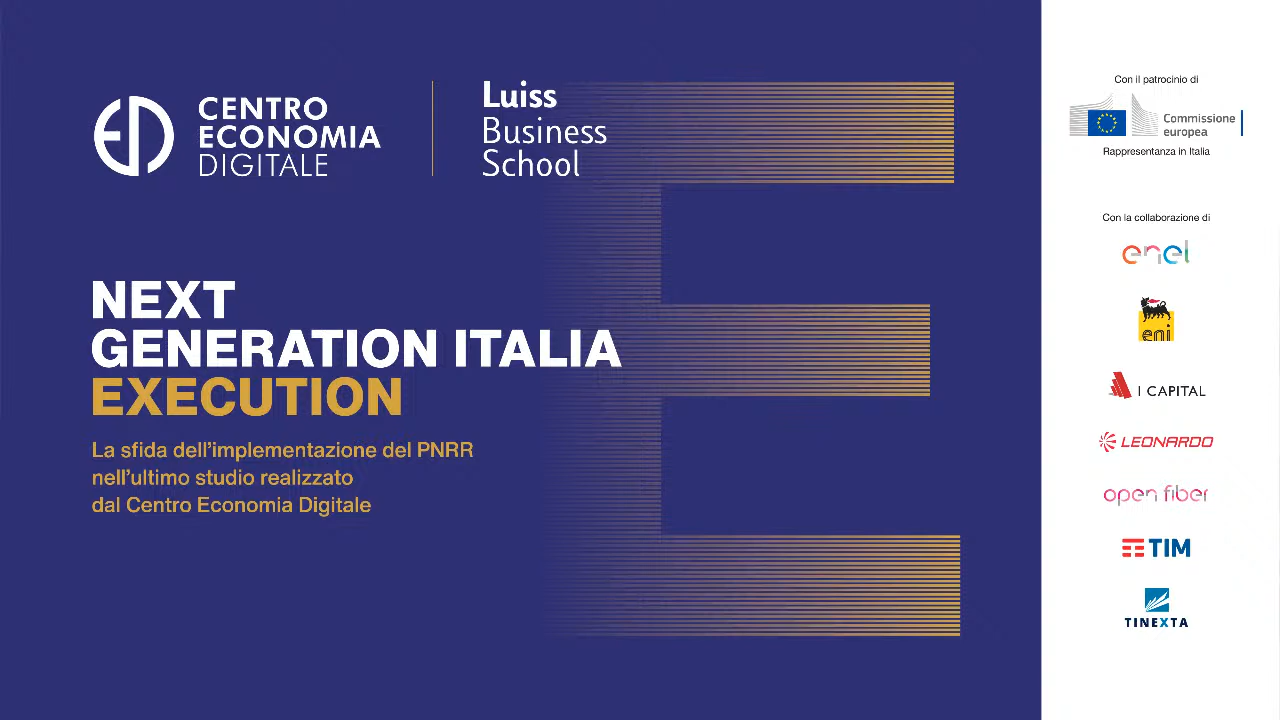 CENTRO
ECONOMIA
DIGITALE
Luiss
Business
School
NEXT
GENERATION ITALIA
EXECUTION
La sfida dell'implementazione del PNRR
nell'ultimo studio realizzato
dal Centro Economia Digitale
Con il patrocinio di
Commissione
europea
Rappresentanza in Italia
Con la collaborazione di
enel
eni
I CAPITAL
LEONARDO
open fiber
TIM
TINEXTA